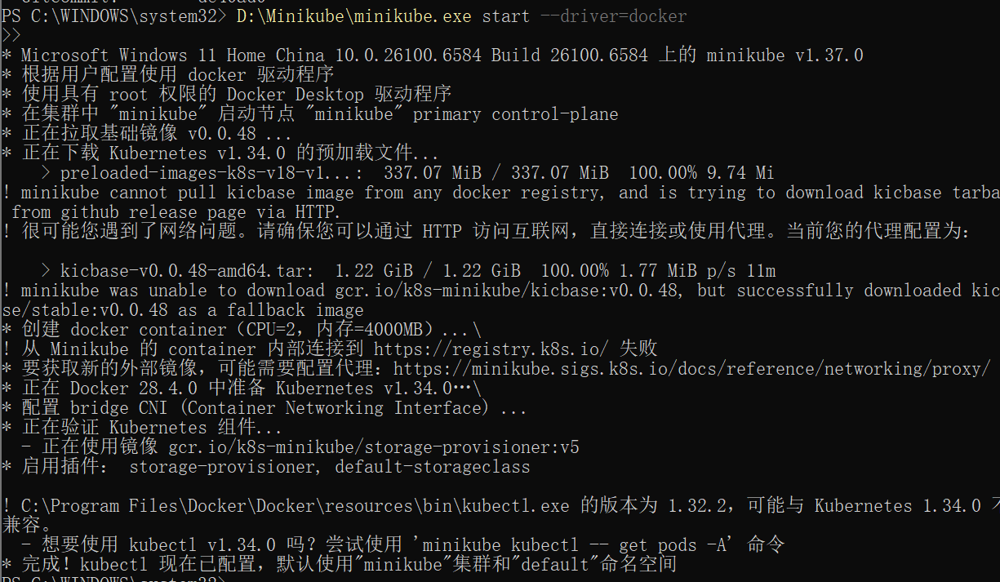 PS C:\WINDOWS\system32> D:\Minikube\minikube.exe start --driver=docker
>>
* Microsoft Windows 11 Home China 10.0.26100.6584 Build 26100.6584 上的 minikube v1.37.0
* 根据用户配置使用 docker 驱动程序
* 使用具有 root 权限的 Docker Desktop 驱动程序
* 在集群中 "minikube" 启动节点 "minikube" primary control-plane
* 正在拉取基础镜像 v0.0.48 ...
* 正在下载 Kubernetes v1.34.0 的预加载文件...
    > preloaded-images-k8s-v18-v1...:  337.07 MiB / 337.07 MiB  100.00% 9.74 Mi
! minikube cannot pull kicbase image from any docker registry, and is trying to download kicbase tarba
 from github release page via HTTP.
! 很可能您遇到了网络问题。请确保您可以通过 HTTP 访问互联网，直接连接或使用代理。当前您的代理配置为：
    > kicbase-v0.0.48-amd64.tar:  1.22 GiB / 1.22 GiB  100.00% 1.77 MiB p/s 11m
! minikube was unable to download gcr.io/k8s-minikube/kicbase:v0.0.48, but successfully downloaded kic
se/stable:v0.0.48 as a fallback image
* 创建 docker container（CPU=2，内存=4000MB）...\
! 从 Minikube 的 container 内部连接到 https://registry.k8s.io/ 失败
* 要获取新的外部镜像，可能需要配置代理：https://minikube.sigs.k8s.io/docs/reference/networking/proxy/
* 正在 Docker 28.4.0 中准备 Kubernetes v1.34.0…\
* 配置 bridge CNI (Container Networking Interface) ...
* 正在验证 Kubernetes 组件...
  - 正在使用镜像 gcr.io/k8s-minikube/storage-provisioner:v5
* 启用插件： storage-provisioner, default-storageclass
! C:\Program Files\Docker\Docker\resources\bin\kubectl.exe 的版本为 1.32.2，可能与 Kubernetes 1.34.0 不
兼容。
  - 想要使用 kubectl v1.34.0 吗？尝试使用 'minikube kubectl -- get pods -A' 命令
* 完成！kubectl 现在已配置，默认使用"minikube"集群和"default"命名空间
PS C:\WINDOWS\system32>